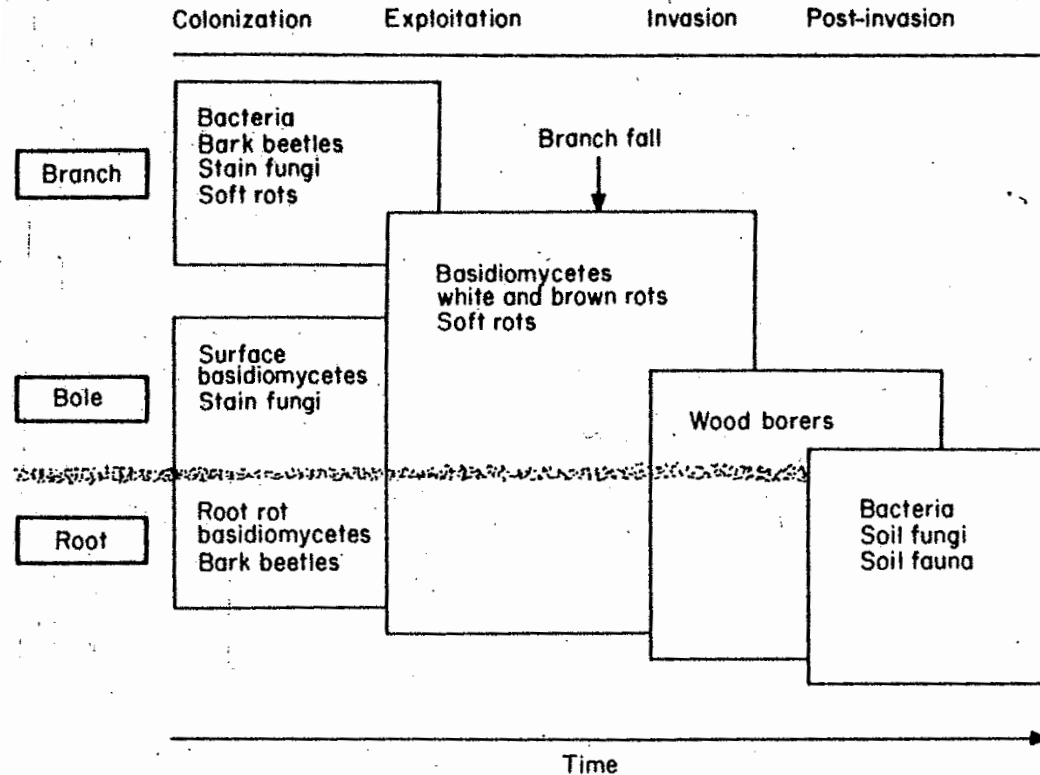 Colonization Exploitation Invasion Post-invasion
Branch
Bacteria
Bark beetles
Stain fungi
Soft rots
Branch fall
Basidiomycetes
white and brown rots
Soft rots
Bole
Surface
basidiomycetes
Stain fungi
Wood borers
Root
Root rot
basidiomycetes
Bark beetles
Bacteria
Soil fungi
Soil fauna
Time